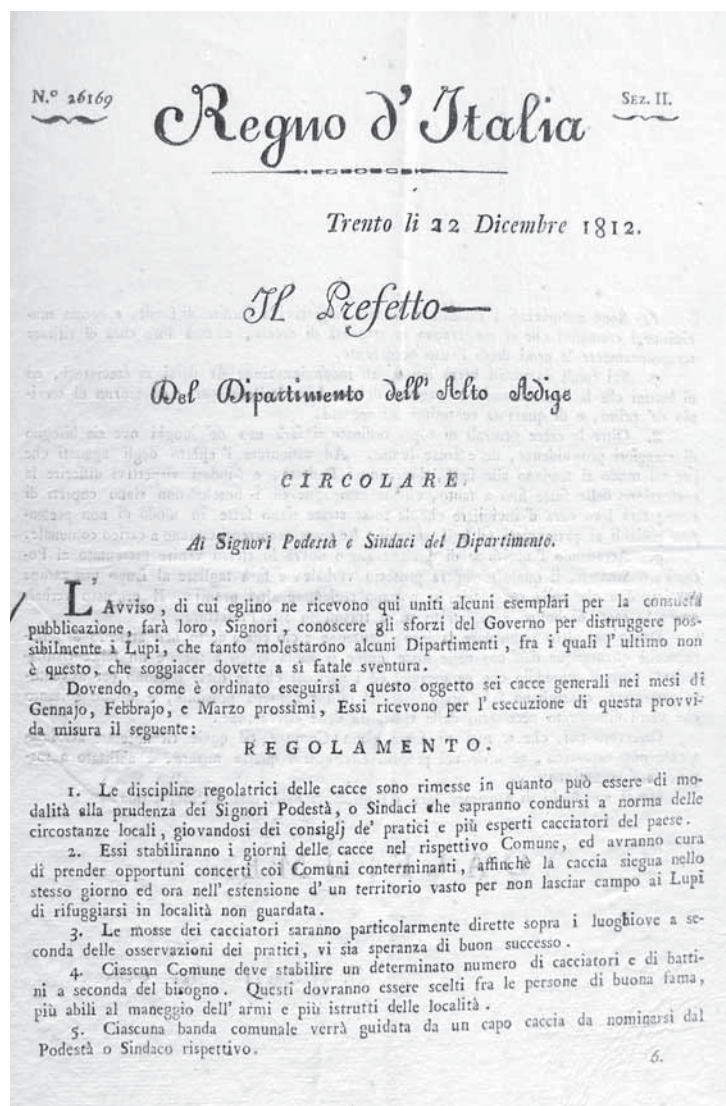 N.º 26169
SEZ. II.
Regno d'Italia
Trento li 22 Dicembre 1812.
Il Prefetto
Del Dipartimento dell' Alto Adige
CIRCOLARE.
Ai Signori Podestà e Sindaci del Dipartimento.
L' Avviso, di cui eglino ne ricevono qui uniti alcuni esemplari per la consueta
pubblicazione, farà loro, Signori, conoscere gli sforzi del Governo per distruggere pos-
sibilmente i Lupi, che tanto molestarono alcuni Dipartimenti, fra i quali l' ultimo non
è questo, che soggiacer dovette a sì fatale sventura.
Dovendo, come è ordinato eseguirsi a questo oggetto sei cacce generali nei mesi di
Gennajo, Febbrajo, e Marzo prossimi, Essi ricevono per l' esecuzione di questa provvi-
da misura il seguente:
REGOLAMENTO.
1. Le discipline regolatrici delle cacce sono rimesse in quanto può essere di mo-
dalità alla prudenza dei Signori Podestà, o Sindaci che sapranno condursi a norma delle
circostanze locali, giovandosi dei consiglj de' pratici e più esperti cacciatori del paese.
2. Essi stabiliranno i giorni delle cacce nel rispettivo Comune, ed avranno cura
di prender opportuni concerti coi Comuni conterminanti, affinchè la caccia siegua nello
stesso giorno ed ora nell' estensione d' un territorio vasto per non lasciar campo ai Lupi
di rifuggiarsi in località non guardata.
3. Le mosse dei cacciatori saranno particolarmente dirette sopra i luoghiove a se-
conda delle osservazioni dei pratici, vi sia speranza di buon successo.
4. Ciascun Comune deve stabilire un determinato numero di cacciatori e di batti-
ni a seconda del bisogno. Questi dovranno essere scelti fra le persone di buona fama,
più abili al maneggio dell' armi e più istrutti delle località.
5. Ciascuna banda comunale verrà guidata da un capo caccia da nominarsi dal
Podestà o Sindaco rispettivo.
6.